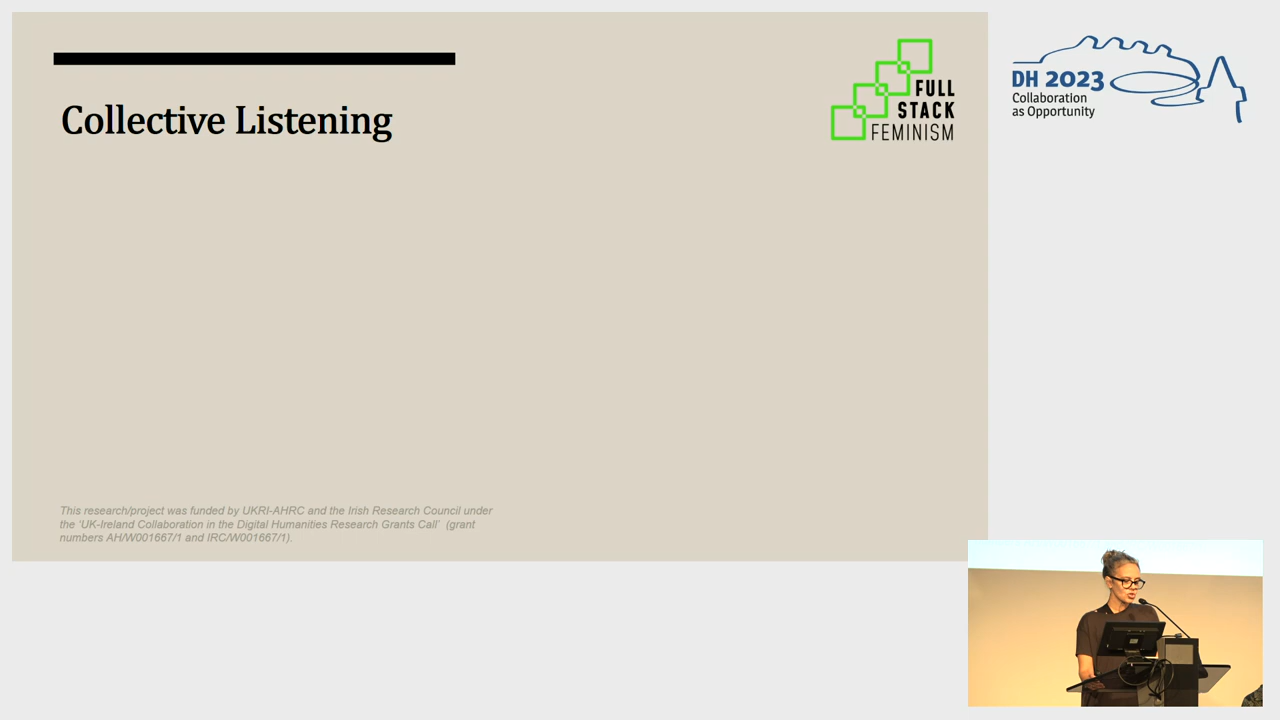 Collective Listening
FULL
STACK
FEMINISM
DH 2023
Collaboration
as Opportunity
This research/project was funded by UKRI-AHRC and the Irish Research Council under
the 'UK-Ireland Collaboration in the Digital Humanities Research Grants Call' (grant
numbers AH/W001667/1 and IRC/W001667/1).